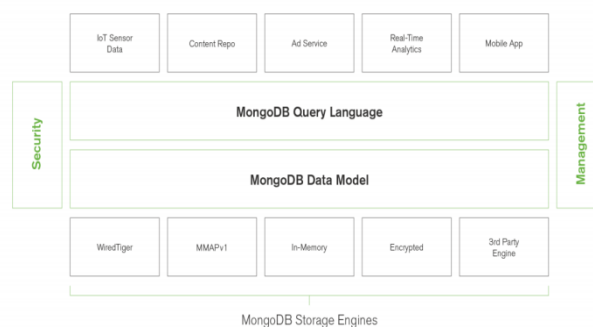 IoT Sensor
Data
Content Repo
Ad Service
Real-Time
Analytics
Mobile App
Security
MongoDB Query Language
Management
MongoDB Data Model
WiredTiger
MMAPv1
In-Memory
Encrypted
3rd Party
Engine
MongoDB Storage Engines